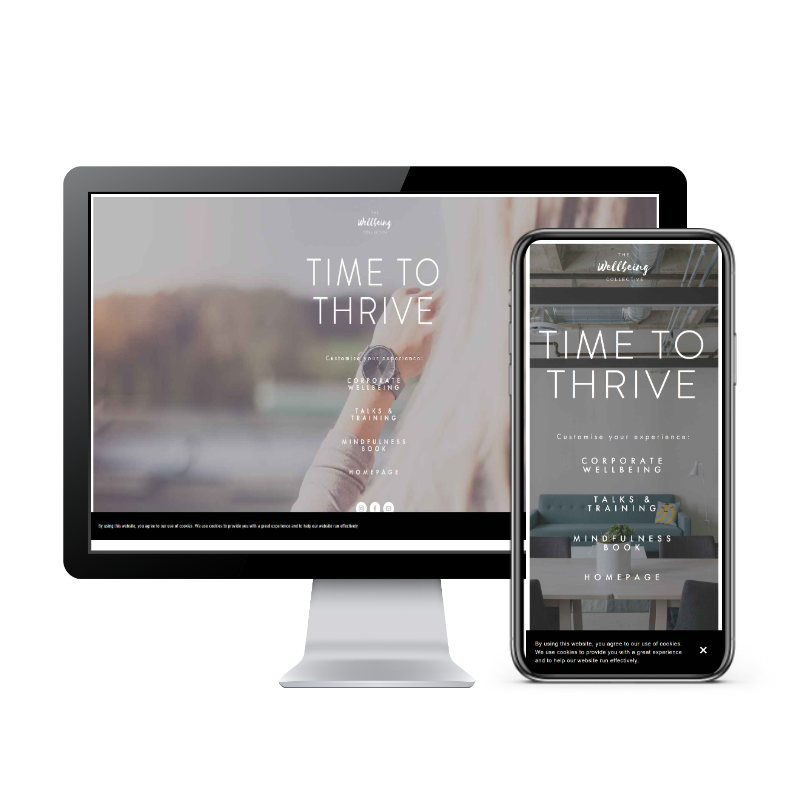 THE
Wellbeing
COLLECTIVE
TIME TO
THRIVE
Customise your experience:
CORPORATE
WELLBEING
TALKS &
TRAINING
MINDFULNESS
BOOK
HOMEPAGE
By using this website, you agree to our use of cookies. We use cookies to provide you with a great experience and to help our website run effectively.
THE
Wellbeing
COLLECTIVE
TIME TO
THRIVE
Customise your experience:
CORPORATE
WELLBEING
TALKS &
TRAINING
MINDFULNESS
BOOK
HOMEPAGE
By using this website, you agree to our use of cookies.
We use cookies to provide you with a great experience
and to help our website run effectively.